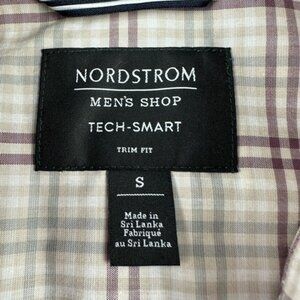 NORDSTROM
MEN'S SHOP
TECH-SMART
TRIM FIT
S
Made in
Sri Lanka
Fabriqué
au Sri Lanka